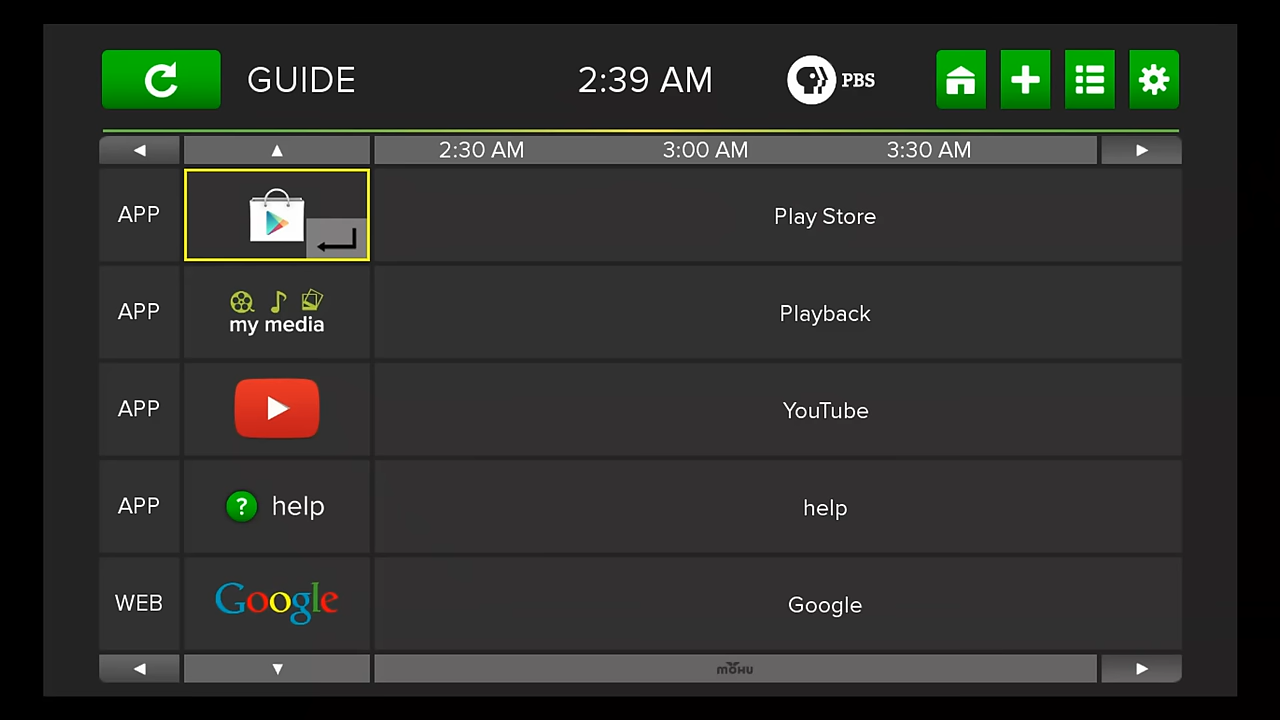 GUIDE
2:39 AM
PBS
2:30 AM
3:00 AM
3:30 AM
APP
Play Store
APP
my media
Playback
APP
YouTube
APP
? help
help
WEB
Google
Google
MOHU